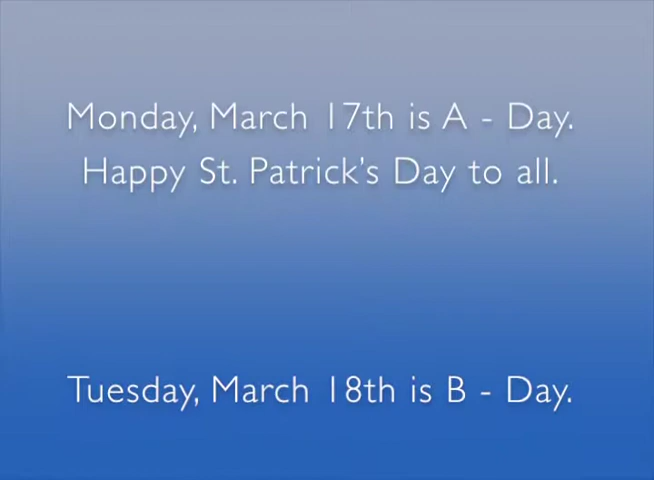 Monday, March 17th is A - Day.
Happy St. Patrick’s Day to all.
Tuesday, March 18th is B - Day.